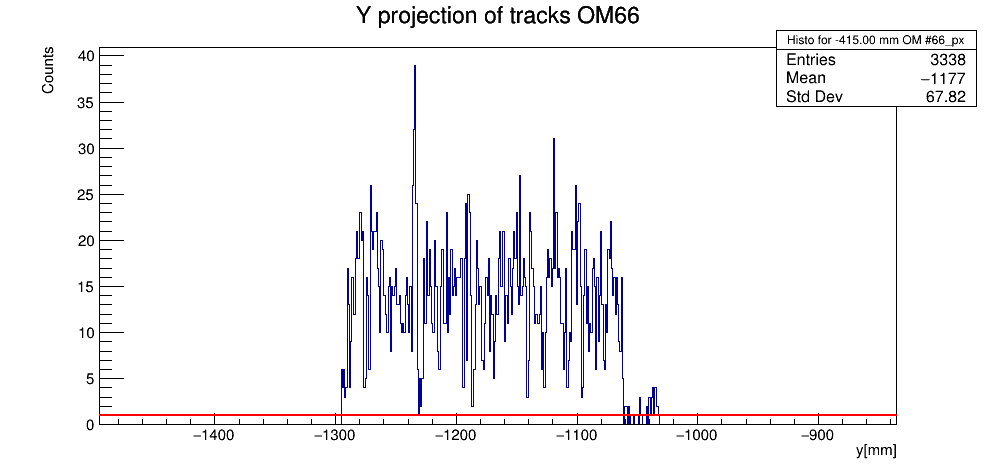 Y projection of tracks OM66
Histo for -415.00 mm OM #66_px
Entries 3338
Mean −1177
Std Dev 67.82
Counts
40
35
30
25
20
15
10
5
0
−1400 −1300 −1200 −1100 −1000 −900
y[mm]